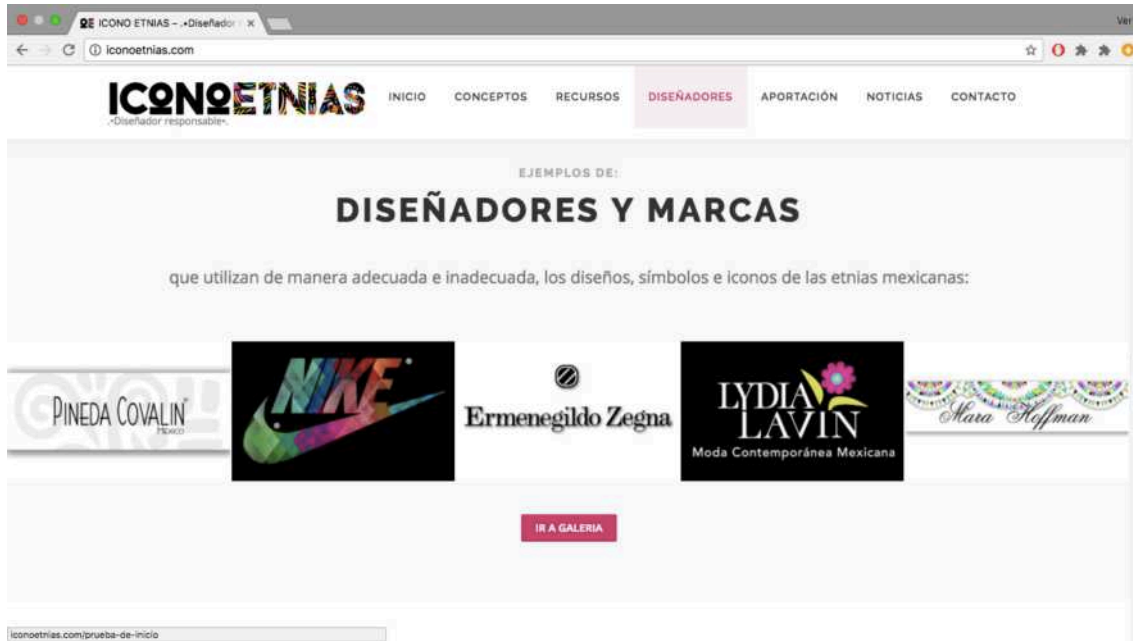 ICONO ETNIAS – .•Diseñador
Ver
iconoetnias.com
ICONOETNIAS
.•Diseñador responsable•.
INICIO CONCEPTOS RECURSOS DISEÑADORES APORTACIÓN NOTICIAS CONTACTO
EJEMPLOS DE:
DISEÑADORES Y MARCAS
que utilizan de manera adecuada e inadecuada, los diseños, símbolos e iconos de las etnias mexicanas:
PINEDA COVALIN
MEXICO
NIKE
Ermenegildo Zegna
LYDIA
LAVIN
Moda Contemporánea Mexicana
Mara Hoffman
IR A GALERIA
iconoetnias.com/prueba-de-inicio